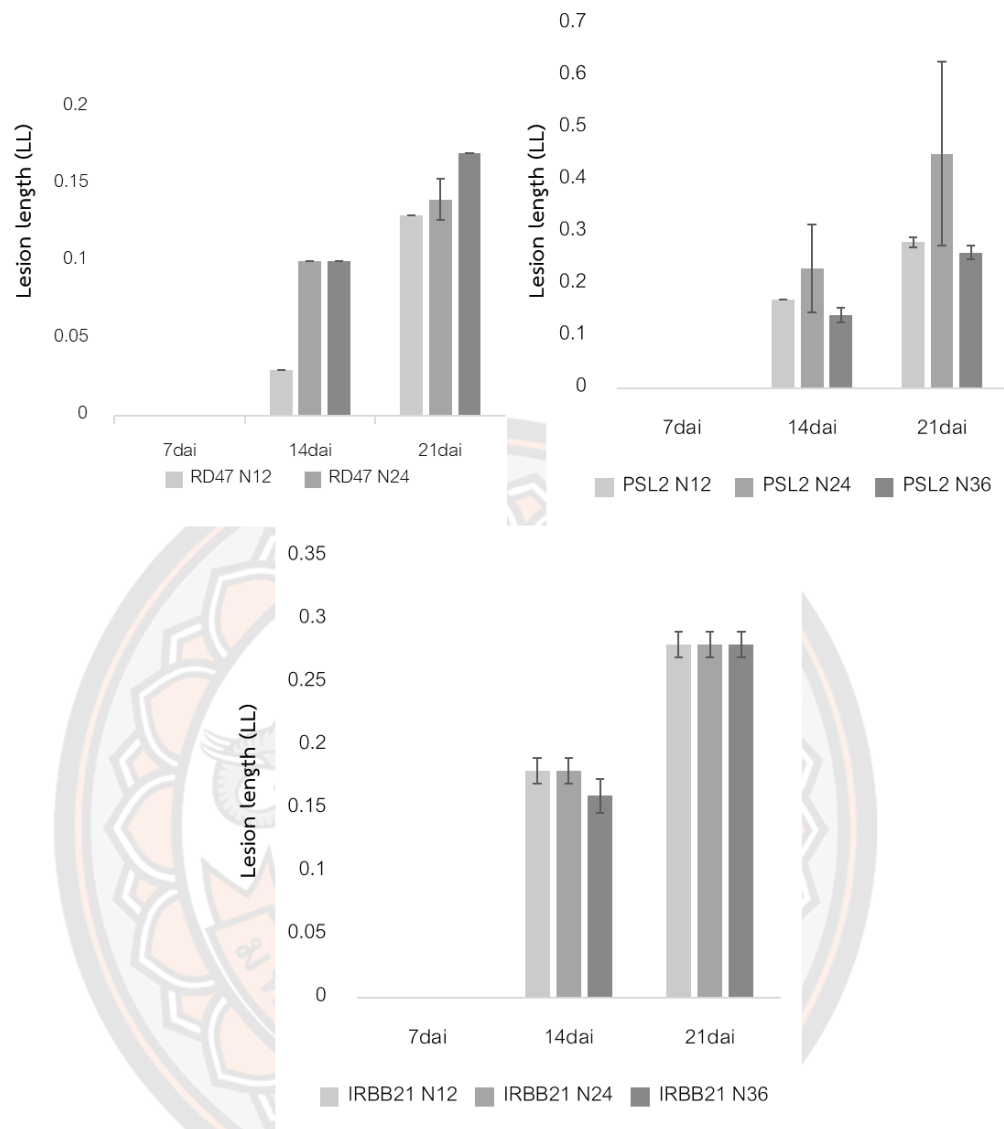 Lesion length (LL)
0.2
0.15
0.1
0.05
0
7dai 14dai 21dai
RD47 N12 RD47 N24
Lesion length (LL)
0.7
0.6
0.5
0.4
0.3
0.2
0.1
0
7dai 14dai 21dai
PSL2 N12 PSL2 N24 PSL2 N36
Lesion length (LL)
0.35
0.3
0.25
0.2
0.15
0.1
0.05
0
7dai 14dai 21dai
IRBB21 N12 IRBB21 N24 IRBB21 N36